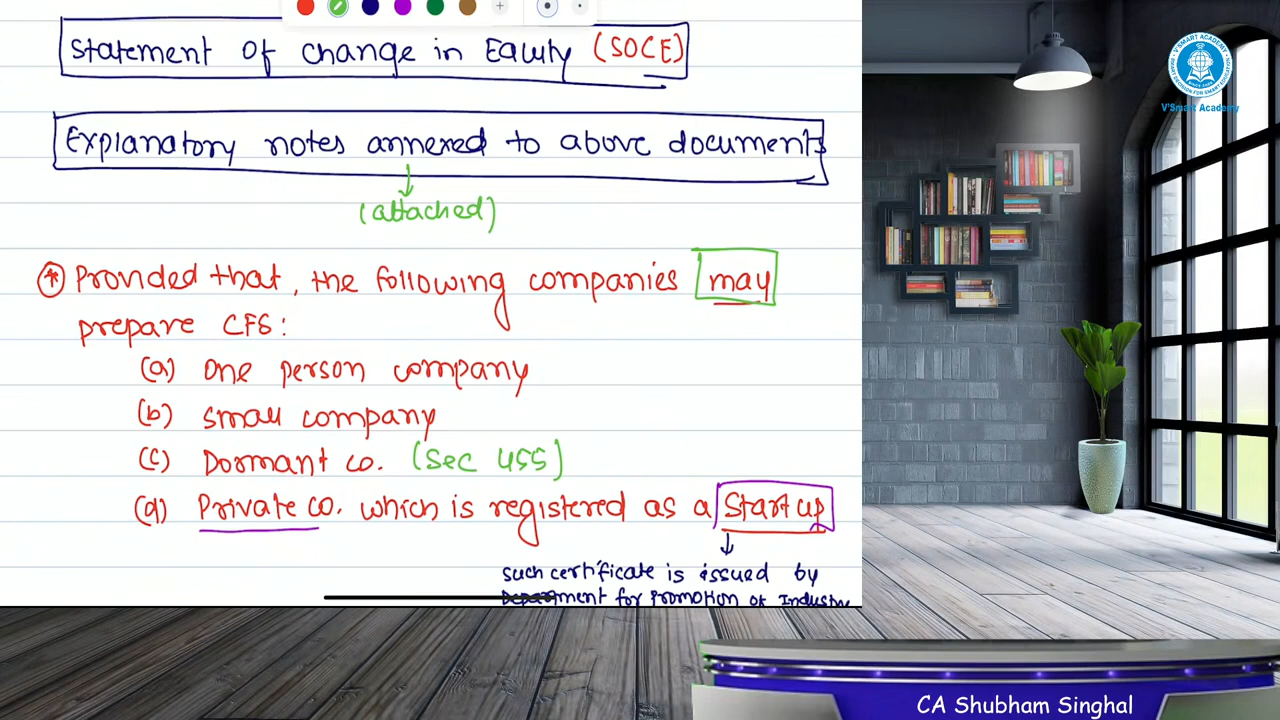 Statement of change in Equity (SOCE)
Explanatory notes annexed to above documents
(attached)
* Provided that, the following companies may
prepare CFS:
(a) One person company
(b) small company
(c) Dormant co. (Sec 455)
(d) Private co. which is registered as a Start up
such certificate is issued by
Department for Promotion of Industry
V'SMART ACADEMY
V'Smart Academy
CA Shubham Singhal